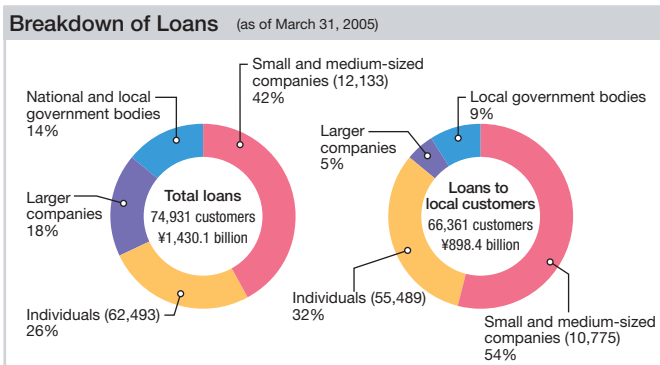 Breakdown of Loans (as of March 31, 2005)
Small and medium-sized
companies (12,133)
42%
National and local
government bodies
14%
Larger
companies
18%
Total loans
74,931 customers
¥1,430.1 billion
Individuals (62,493)
26%
Local government bodies
9%
Larger
companies
5%
Loans to
local customers
66,361 customers
¥898.4 billion
Individuals (55,489)
32%
Small and medium-sized
companies (10,775)
54%